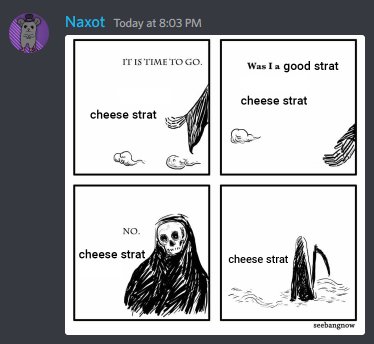 Naxot Today at 8:03 PM
IT IS TIME TO GO.
cheese strat
Was I a good strat
cheese strat
NO.
cheese strat
cheese strat
seebangnow